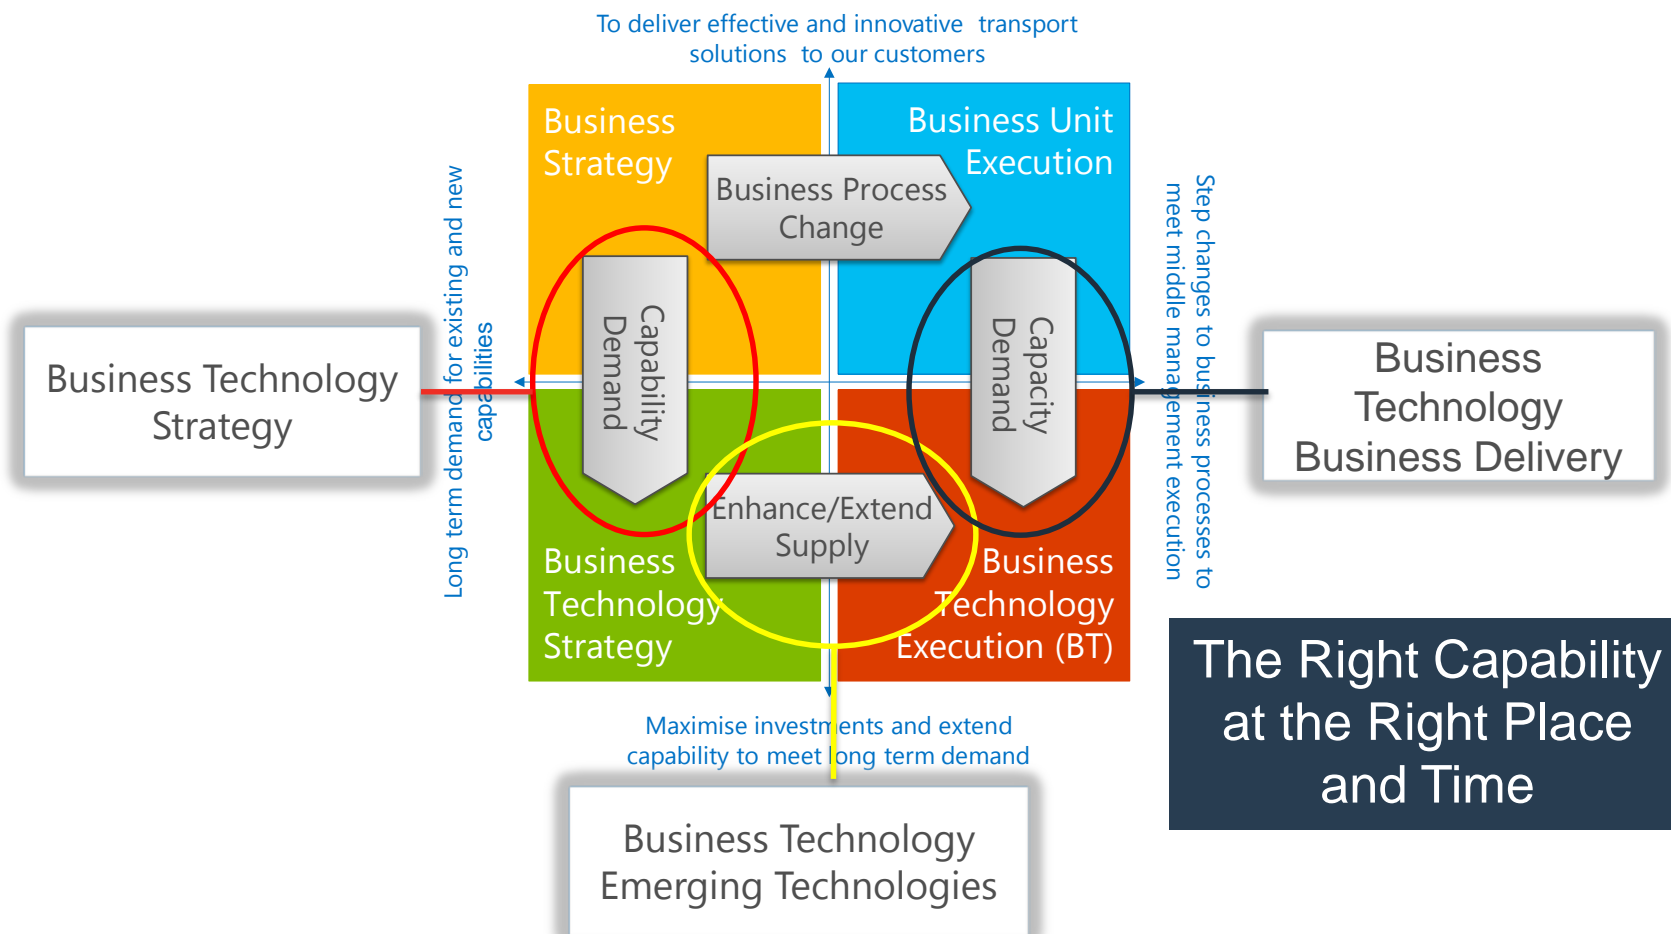 To deliver effective and innovative transport
solutions to our customers
Business
Strategy
Business Unit
Execution
Business Process
Change
Long term demand for existing and new
capabilities
Capability
Demand
Capacity
Demand
Step changes to business processes to
meet middle management execution
Business Technology
Strategy
Business
Technology
Business Delivery
Enhance/Extend
Supply
Business
Technology
Strategy
Business
Technology
Execution (BT)
Maximise investments and extend
capability to meet long term demand
Business Technology
Emerging Technologies
The Right Capability
at the Right Place
and Time